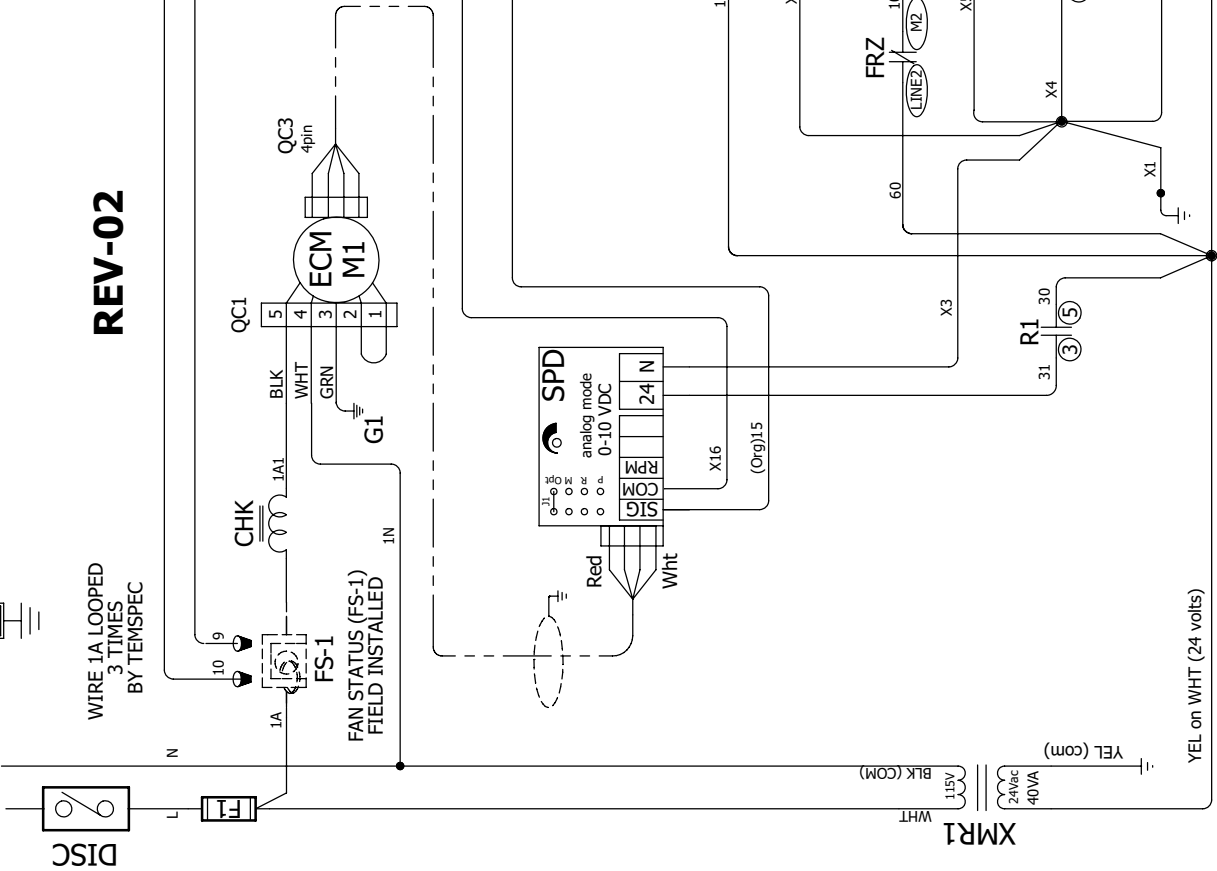 REV-02
QC3
4pin
ECM
M1
QC1
5
4
3
2
1
BLK
WHT
GRN
G1
1A1
CHK
1N
WIRE 1A LOOPED
3 TIMES
BY TEMSPEC
9
10
FS-1
1A
FAN STATUS (FS-1)
FIELD INSTALLED
N
L
F1
DISC
SPD
analog mode
0-10 VDC
24
N
RPM
COM
SIG
J1
Opt
M
R
P
Red
Wht
X16
(Org)15
FRZ
M2
LINE2
60
X4
X1
X3
30
R1
5
3
31
BLK (COM)
115V
WHT
XMR1
24Vac
40VA
YEL (com)
YEL on WHT (24 volts)